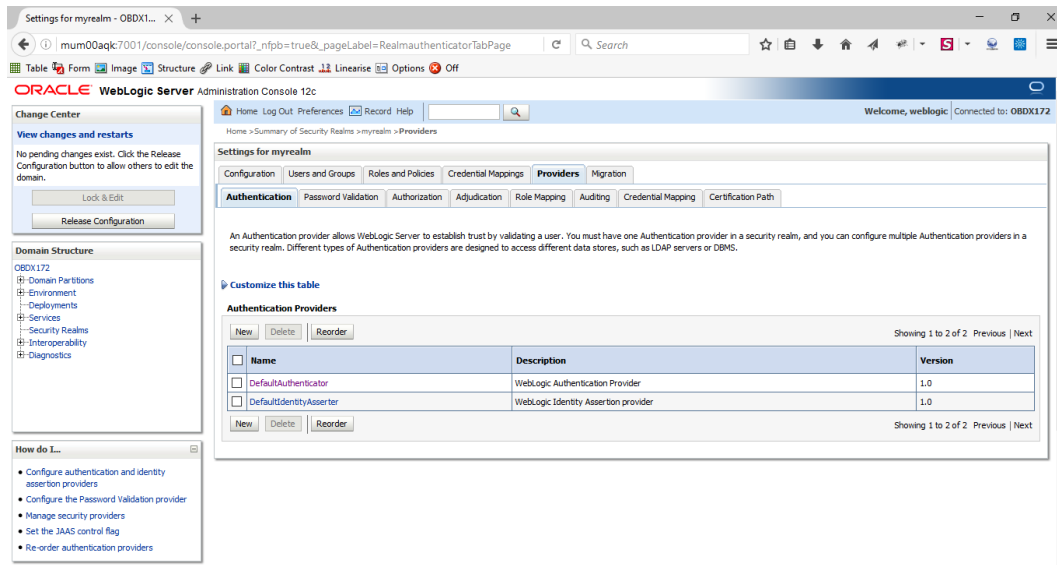 Settings for myrealm - OBDX1...
mum00aqk:7001/console/console.portal?_nfpb=true&_pageLabel=RealmauthenticatorTabPage
Search
Table Form Image Structure Link Color Contrast Linearise Options Off
ORACLE WebLogic Server Administration Console 12c
Change Center
View changes and restarts
No pending changes exist. Click the Release
Configuration button to allow others to edit the
domain.
Lock & Edit
Release Configuration
Domain Structure
OBDX172
Domain Partitions
Environment
Deployments
Services
Security Realms
Interoperability
Diagnostics
How do I...
Configure authentication and identity
assertion providers
Configure the Password Validation provider
Manage security providers
Set the JAAS control flag
Re-order authentication providers
Home Log Out Preferences Record Help
Welcome, weblogic Connected to: OBDX172
Home >Summary of Security Realms >myrealm >Providers
Settings for myrealm
Configuration Users and Groups Roles and Policies Credential Mappings Providers Migration
Authentication Password Validation Authorization Adjudication Role Mapping Auditing Credential Mapping Certification Path
An Authentication provider allows WebLogic Server to establish trust by validating a user. You must have one Authentication provider in a security realm, and you can configure multiple Authentication providers in a
security realm. Different types of Authentication providers are designed to access different data stores, such as LDAP servers or DBMS.
Customize this table
Authentication Providers
New Delete Reorder Showing 1 to 2 of 2 Previous | Next
Name Description Version
DefaultAuthenticator WebLogic Authentication Provider 1.0
DefaultIdentityAsserter WebLogic Identity Assertion provider 1.0
New Delete Reorder Showing 1 to 2 of 2 Previous | Next